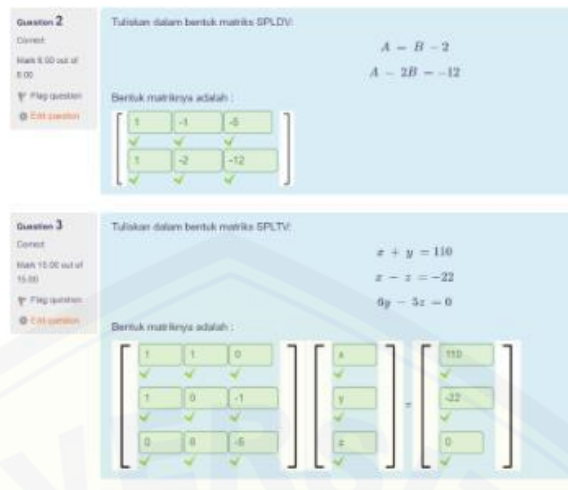 Question 2
Tuliskan dalam bentuk matriks SPLDV:
Correct
A = B - 2
Mark 6.00 out of
6.00
A - 2B = -12
Flag question
Bentuk matriknya adalah :
Edit question
1 -1 -5
1 -2 -12
Question 3
Tuliskan dalam bentuk matriks SPLTV:
Correct
x + y = 110
Mark 15.00 out of
15.00
x - z = -22
Flag question
6y - 5z = 0
Edit question
Bentuk matriknya adalah :
1 1 0 x 110
1 0 -1 y = -22
0 6 -5 z 0